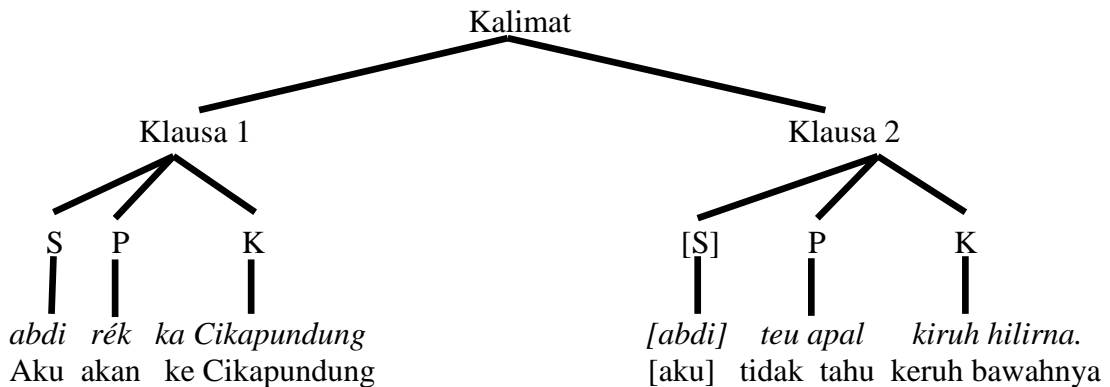 Kalimat
Klausa 1 Klausa 2
S P K [S] P K
abdi rék ka Cikapundung [abdi] teu apal kiruh hilirna.
Aku akan ke Cikapundung [aku] tidak tahu keruh bawahnya